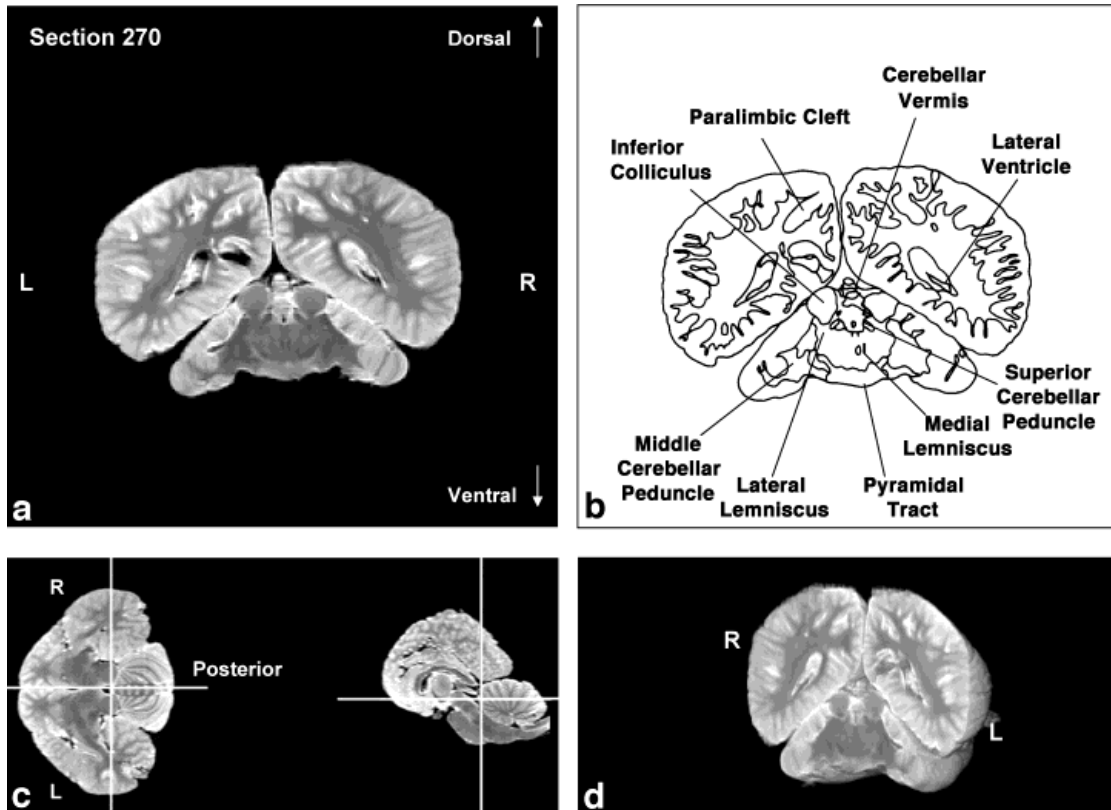 Section 270
Dorsal
L
R
Ventral
a
Cerebellar
Vermis
Paralimbic Cleft
Inferior
Colliculus
Lateral
Ventricle
Superior
Cerebellar
Peduncle
Medial
Lemniscus
Middle
Cerebellar
Peduncle
Lateral
Lemniscus
Pyramidal
Tract
b
R
Posterior
L
c
R
L
d